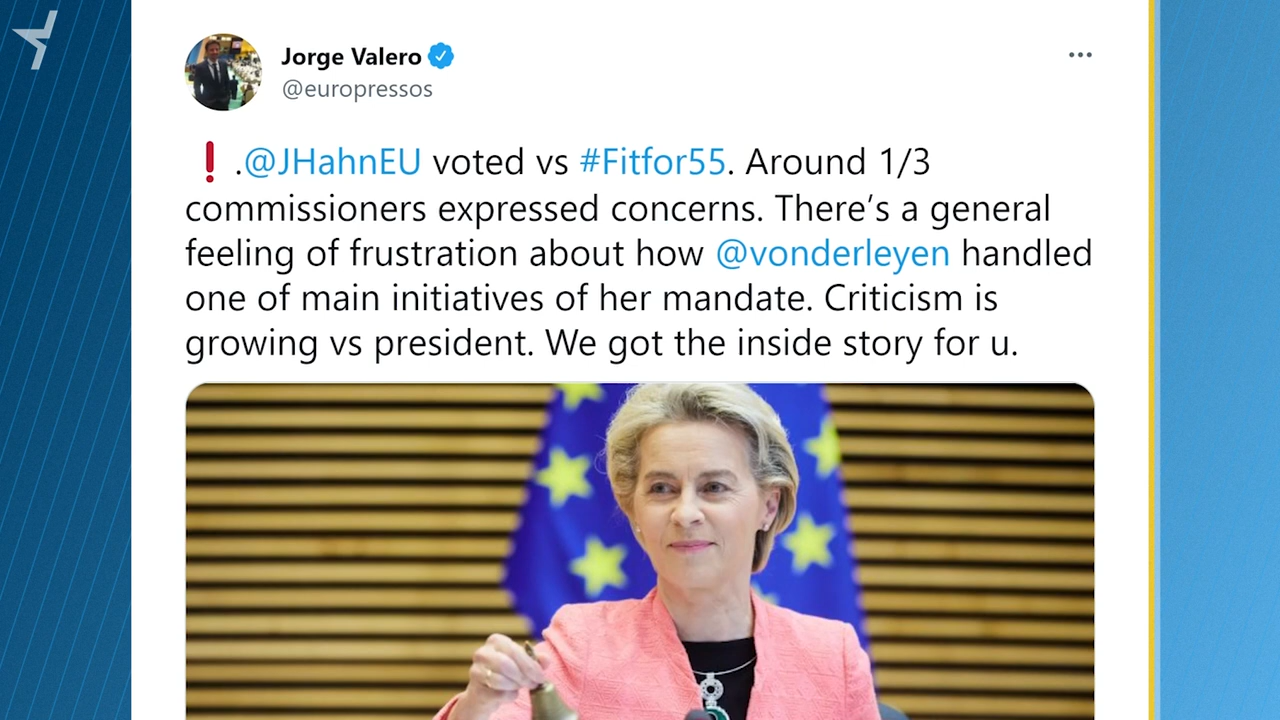 Jorge Valero
@europressos
❗.@JHahnEU voted vs #Fitfor55. Around 1/3
commissioners expressed concerns. There’s a general
feeling of frustration about how @vonderleyen handled
one of main initiatives of her mandate. Criticism is
growing vs president. We got the inside story for u.